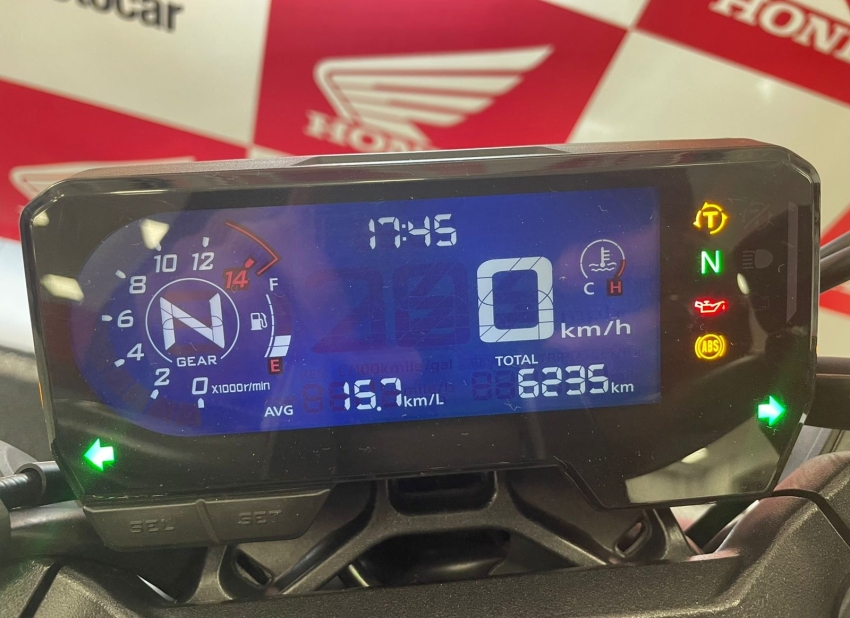 HONDA
17:45
10 12
8 14
6
4
2
N
GEAR
0 X1000r/min
F
E
AVG 15.7 km/L
0 km/h
C H
TOTAL
6235 km
T
N
ABS
SEL SET